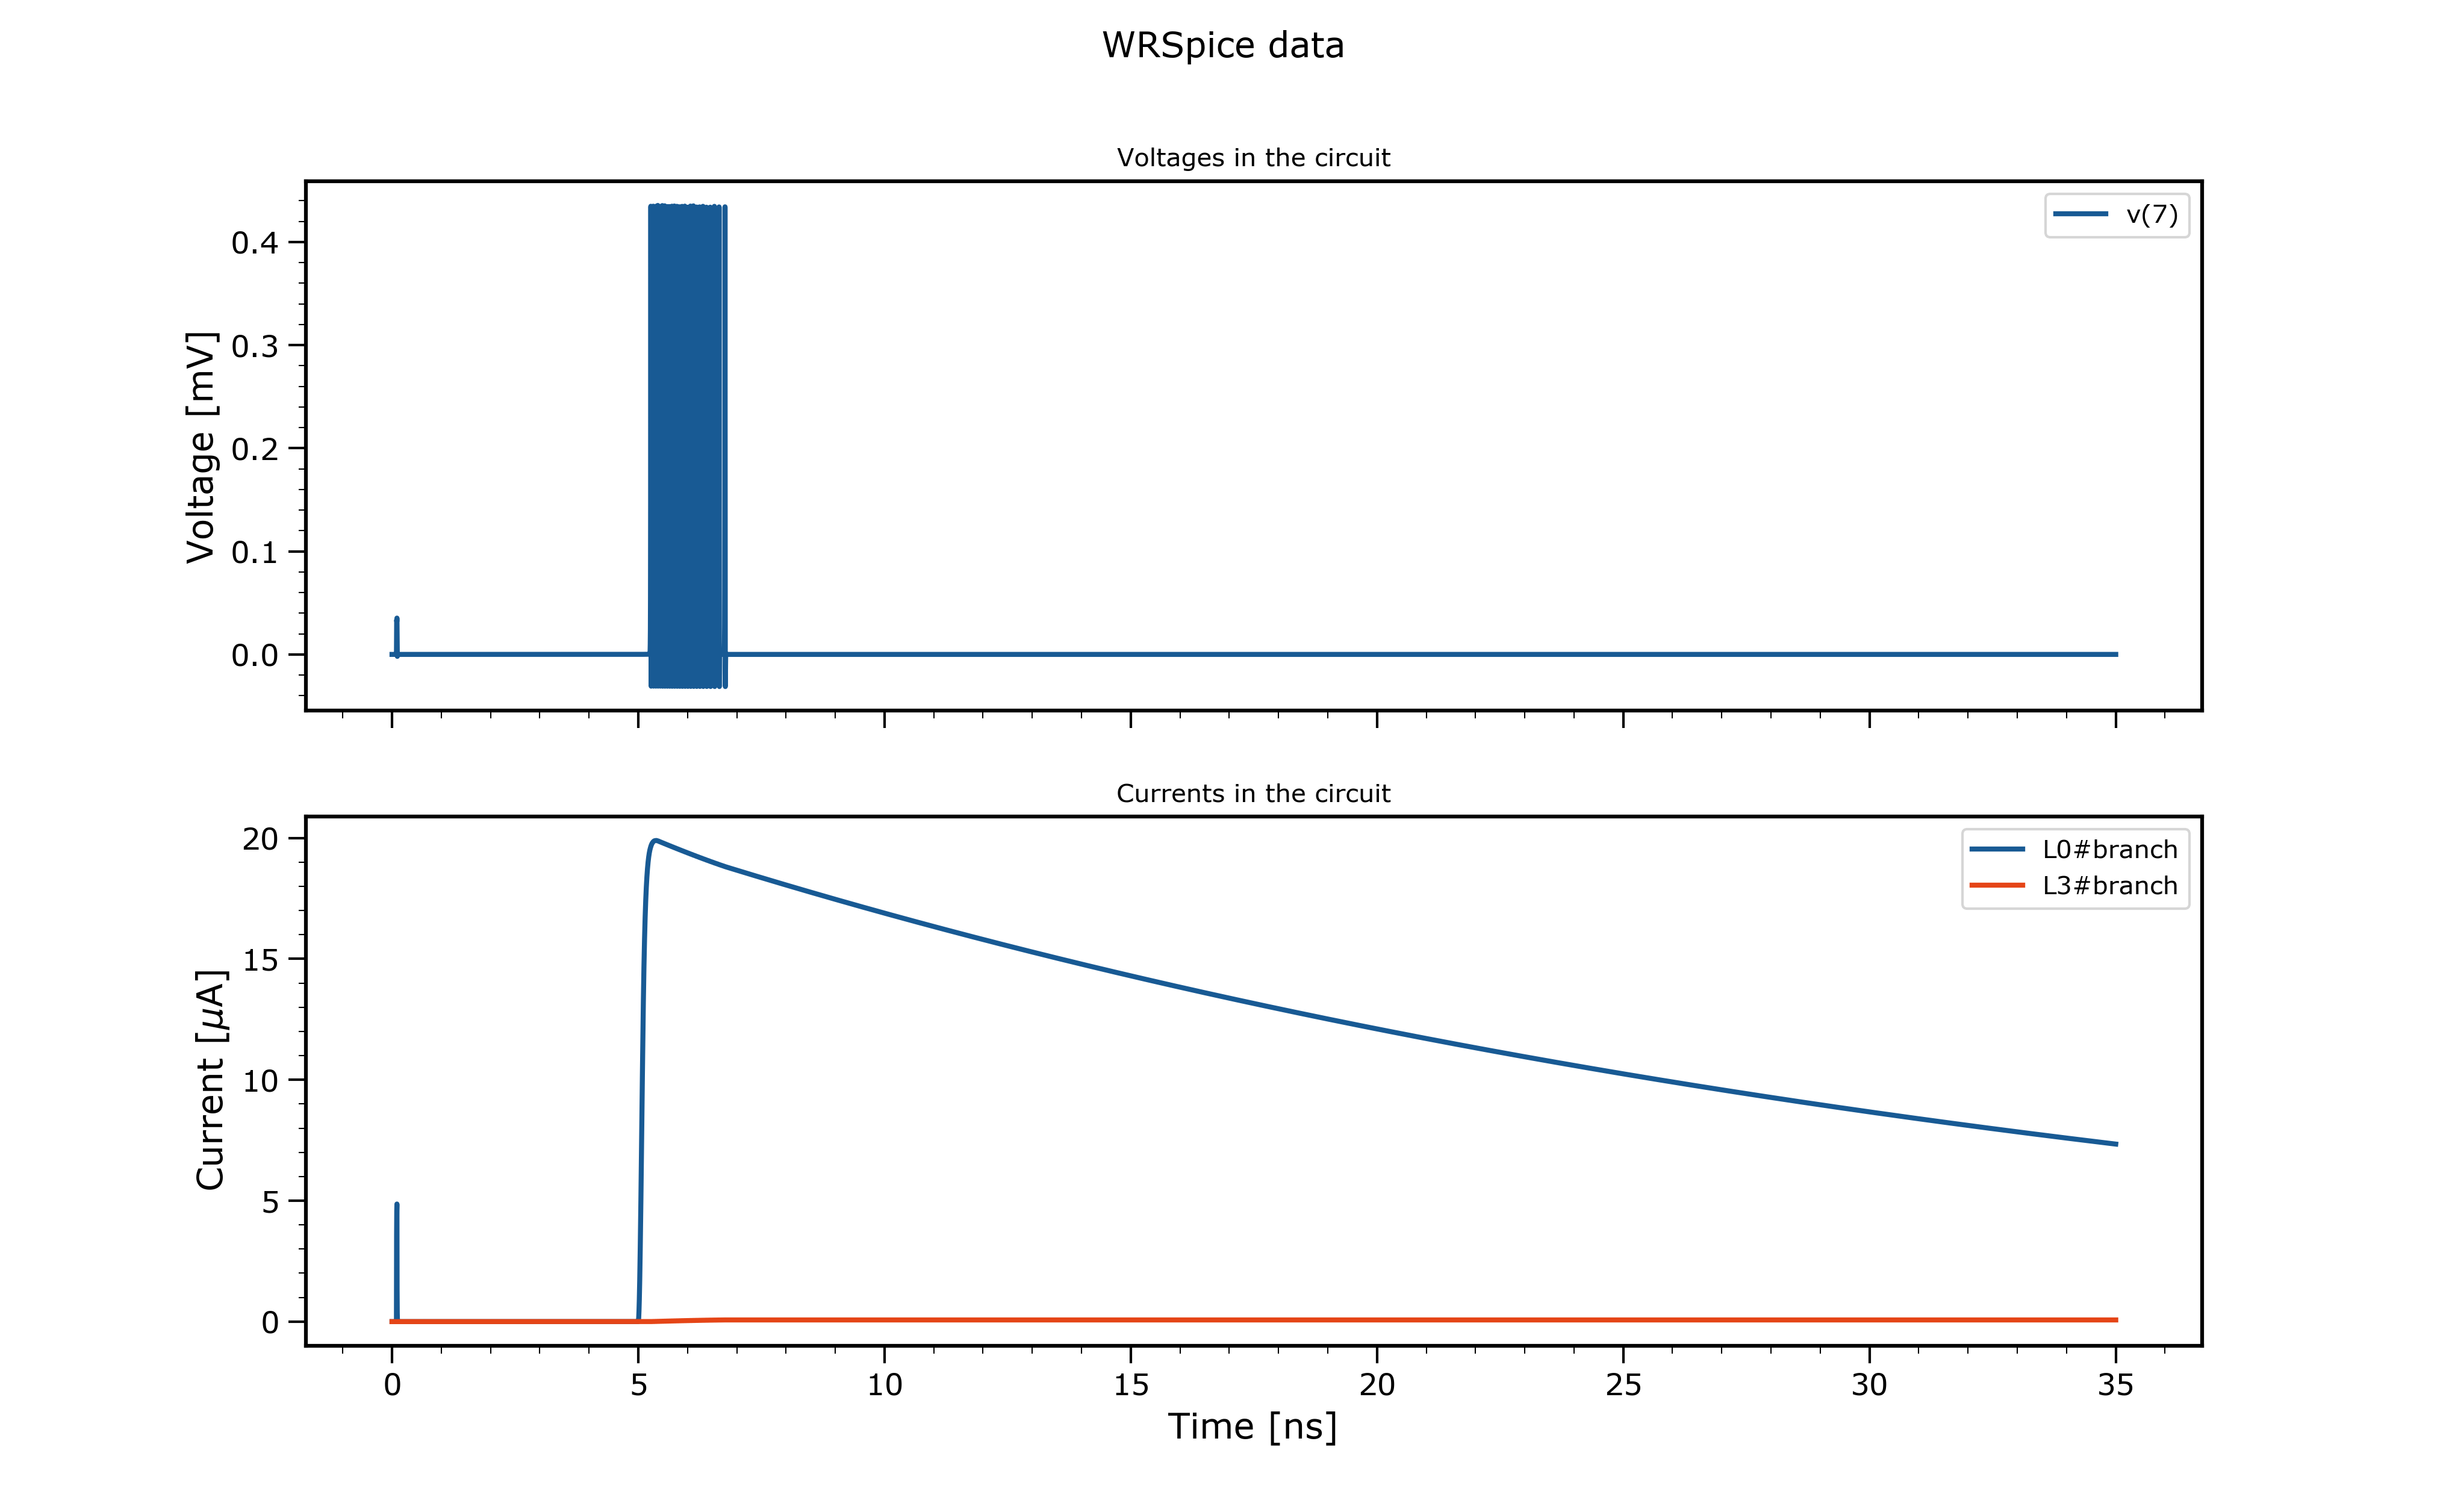 WRSpice data
Voltages in the circuit
v(7)
Voltage [mV]
0.4
0.3
0.2
0.1
0.0
Currents in the circuit
L0#branch
L3#branch
Current [μA]
20
15
10
5
0
0 5 10 15 20 25 30 35
Time [ns]